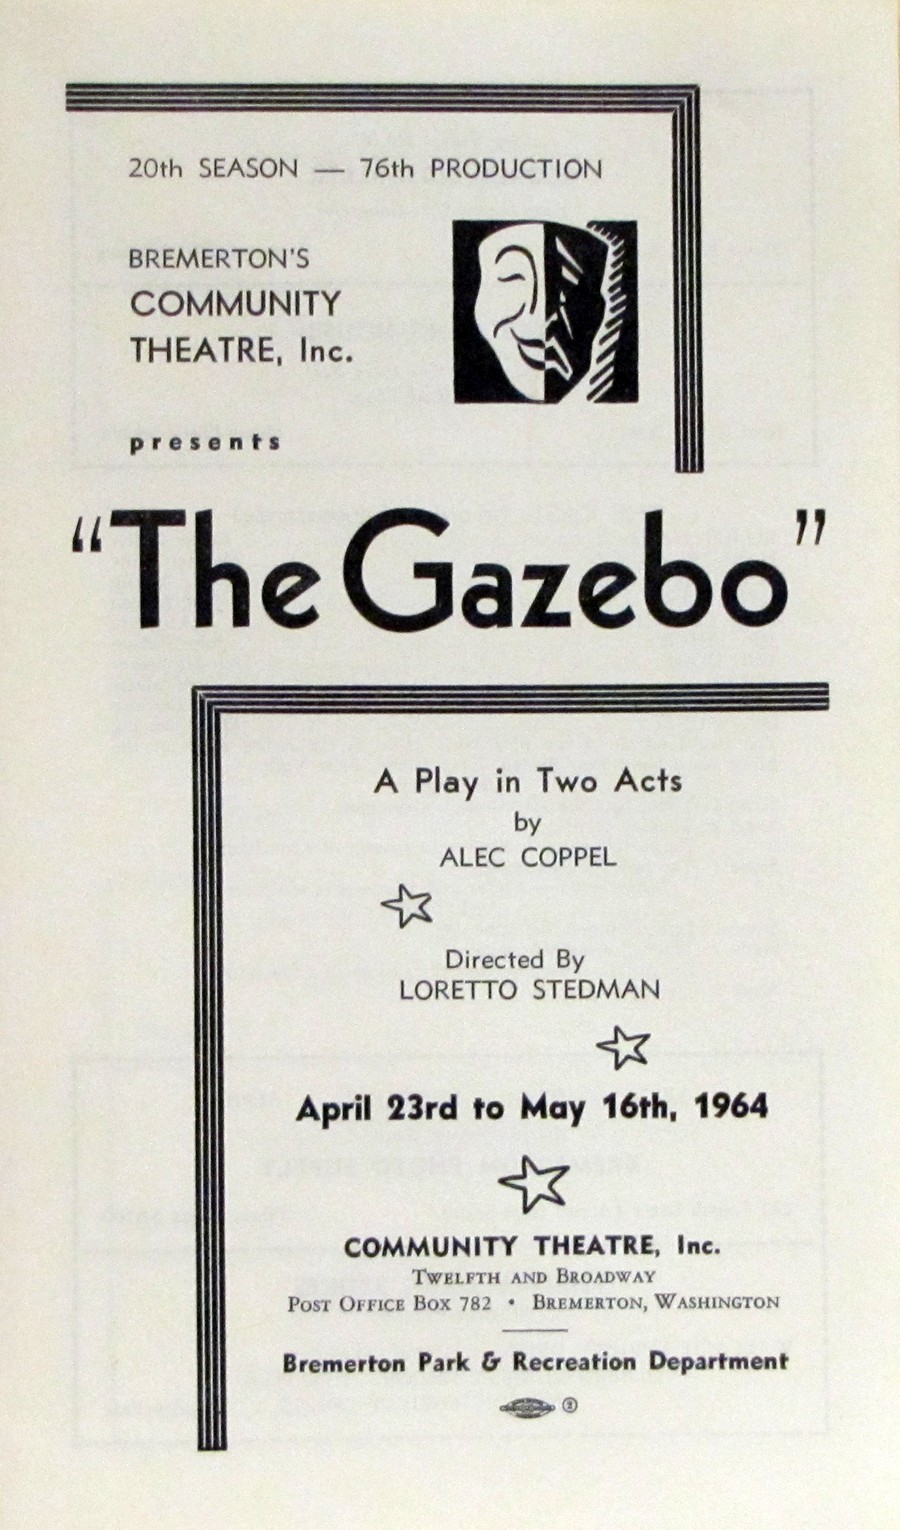 20th SEASON — 76th PRODUCTION
BREMERTON'S
COMMUNITY
THEATRE, Inc.
presents
"The Gazebo"
A Play in Two Acts
by
ALEC COPPEL
Directed By
LORETTO STEDMAN
April 23rd to May 16th, 1964
COMMUNITY THEATRE, Inc.
TWELFTH AND BROADWAY
POST OFFICE BOX 782 • BREMERTON, WASHINGTON
Bremerton Park & Recreation Department